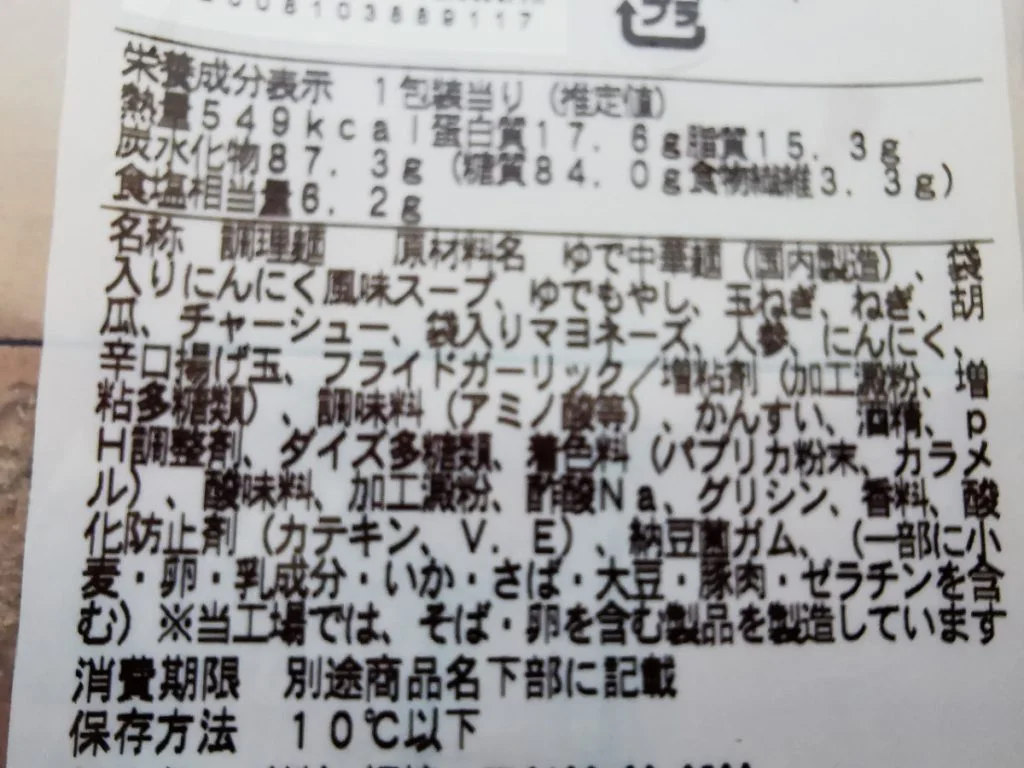 2008103889117
プラ
栄養成分表示 1包装当り(推定値)
熱量549kcal蛋白質17.6g脂質15.3g
炭水化物87.3g(糖質84.0g食物繊維3.3g)
食塩相当量6.2g
名称 調理麺 原材料名 ゆで中華麺(国内製造)、袋
入りにんにく風味スープ、ゆでもやし、玉ねぎ、ねぎ、胡
瓜、チャーシュー、袋入りマヨネーズ、人参、にんにく、
辛口揚げ玉、フライドガーリック/増粘剤(加工澱粉、増
粘多糖類)、調味料(アミノ酸等)、かんすい、酒精、p
H調整剤、ダイズ多糖類、着色料(パプリカ粉末、カラメ
ル)、酸味料、加工澱粉、酢酸Na、グリシン、香料、酸
化防止剤(カテキン、V.E)、納豆菌ガム、(一部に小
麦・卵・乳成分・いか・さば・大豆・豚肉・ゼラチンを含
む)※当工場では、そば・卵を含む製品を製造しています
消費期限 別途商品名下部に記載
保存方法 10℃以下